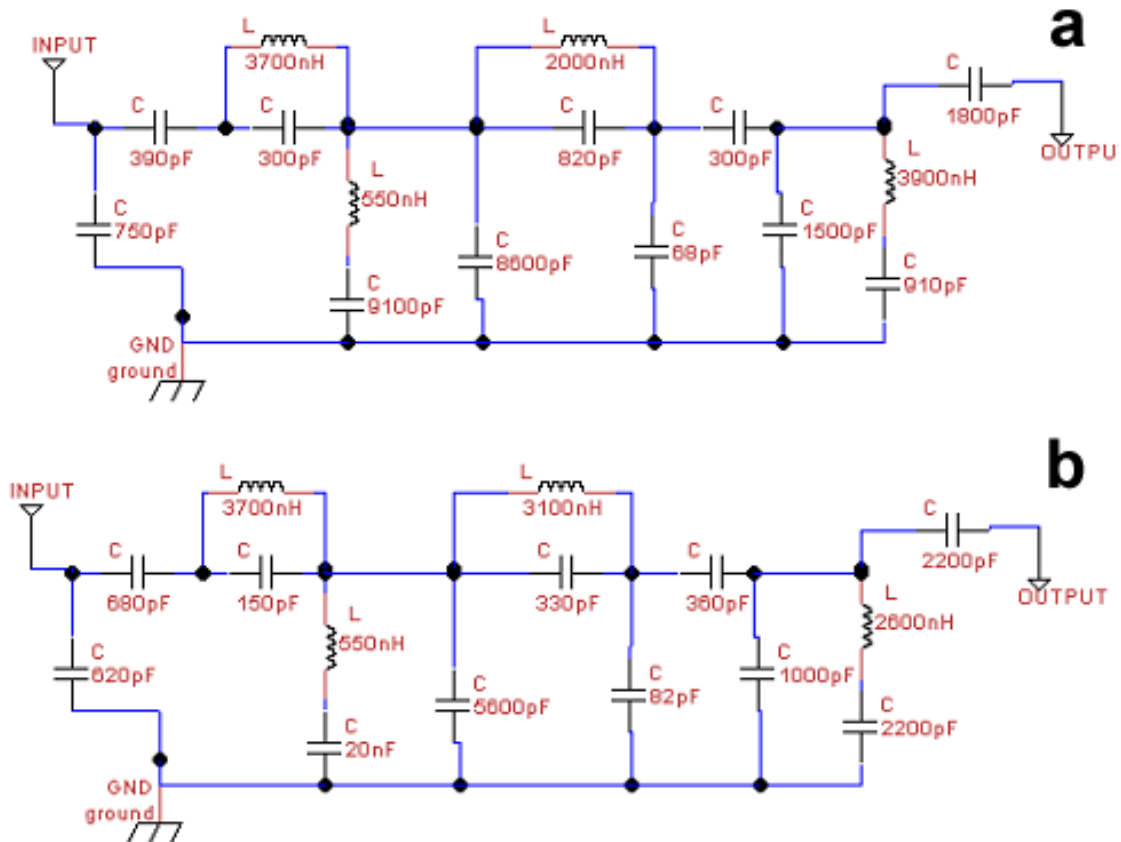 a
INPUT
L
3700nH
L
2000nH
C
390pF
C
300pF
C
820pF
C
300pF
C
1800pF
OUTPU
L
550nH
L
3900nH
C
750pF
C
8600pF
C
68pF
C
1500pF
C
910pF
C
9100pF
GND
ground
b
INPUT
L
3700nH
L
3100nH
C
680pF
C
150pF
C
330pF
C
360pF
C
2200pF
OUTPUT
L
550nH
L
2600nH
C
620pF
C
5600pF
C
82pF
C
1000pF
C
2200pF
C
20nF
GND
ground